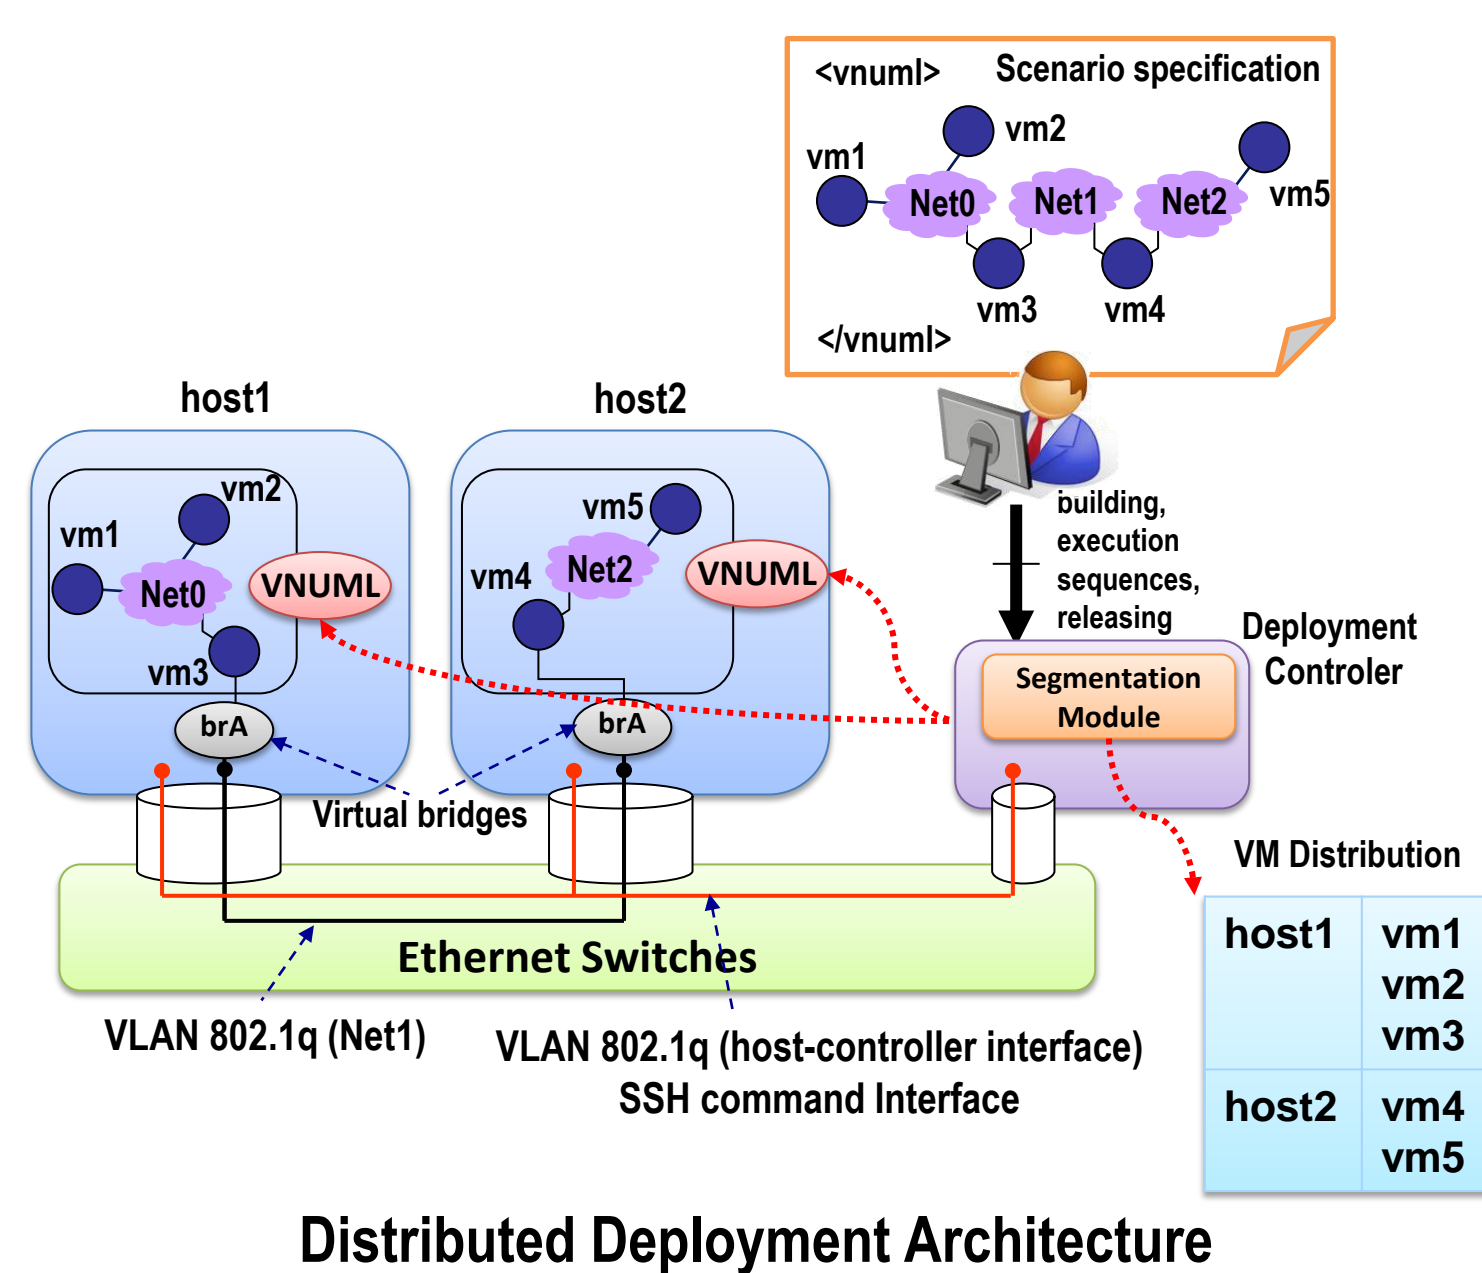 <vnuml>
Scenario specification
vm2
vm1
Net0
Net1
Net2
vm5
vm3
vm4
</vnuml>
host1
host2
vm2
vm1
Net0
VNUML
vm3
brA
vm5
vm4
Net2
VNUML
brA
Virtual bridges
building,
execution
sequences,
releasing
Deployment
Controler
Segmentation
Module
Ethernet Switches
VLAN 802.1q (Net1)
VLAN 802.1q (host-controller interface)
SSH command Interface
VM Distribution
host1
vm1
vm2
vm3
host2
vm4
vm5
Distributed Deployment Architecture